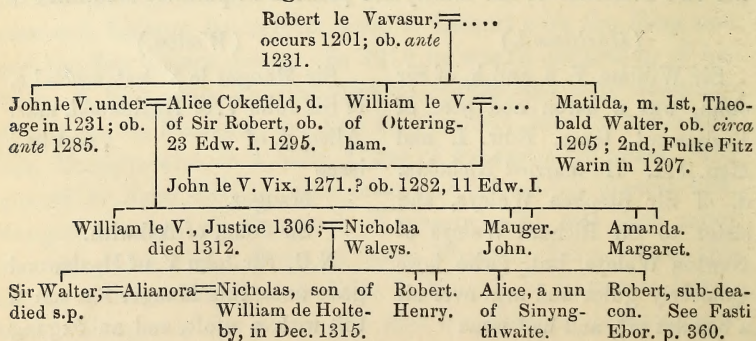 Robert le Vavasur,=....
occurs 1201; ob. ante
1231.
John le V. under=Alice Cokefield, d.
age in 1231; ob. of Sir Robert, ob.
ante 1285. 23 Edw. I. 1295.
William le V.=....
of Ottering-
ham.
Matilda, m. 1st, Theo-
bald Walter, ob. circa
1205; 2nd, Fulke Fitz
Warin in 1207.
John le V. Vix. 1271.? ob. 1282, 11 Edw. I.
William le V., Justice 1306;=Nicholaa
died 1312. Waleys.
Mauger.
John.
Amanda.
Margaret.
Sir Walter,=Alianora=Nicholas, son of
died s.p. William de Holte-
by, in Dec. 1315.
Robert.
Henry.
Alice, a nun
of Sinyng-
thwaite.
Robert, sub-dea-
con. See Fasti
Ebor. p. 360.